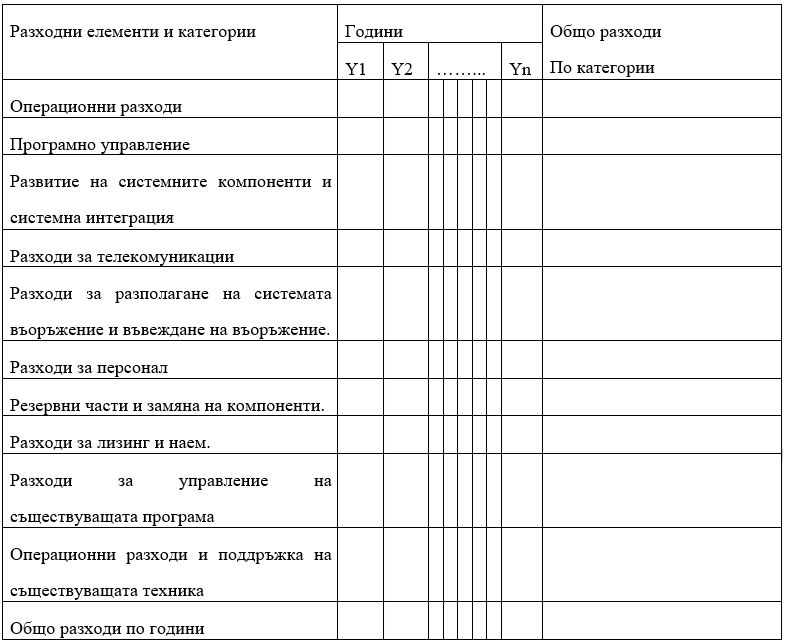 Разходни елементи и категории
Години
Общо разходи
По категории
Y1 Y2 ……... Yn
Операционни разходи
Програмно управление
Развитие на системните компоненти и
системна интеграция
Разходи за телекомуникации
Разходи за разполагане на системата
въоръжение и въвеждане на въоръжение.
Разходи за персонал
Резервни части и замяна на компоненти.
Разходи за лизинг и наем.
Разходи за управление на
съществуващата програма
Операционни разходи и поддръжка на
съществуващата техника
Общо разходи по години